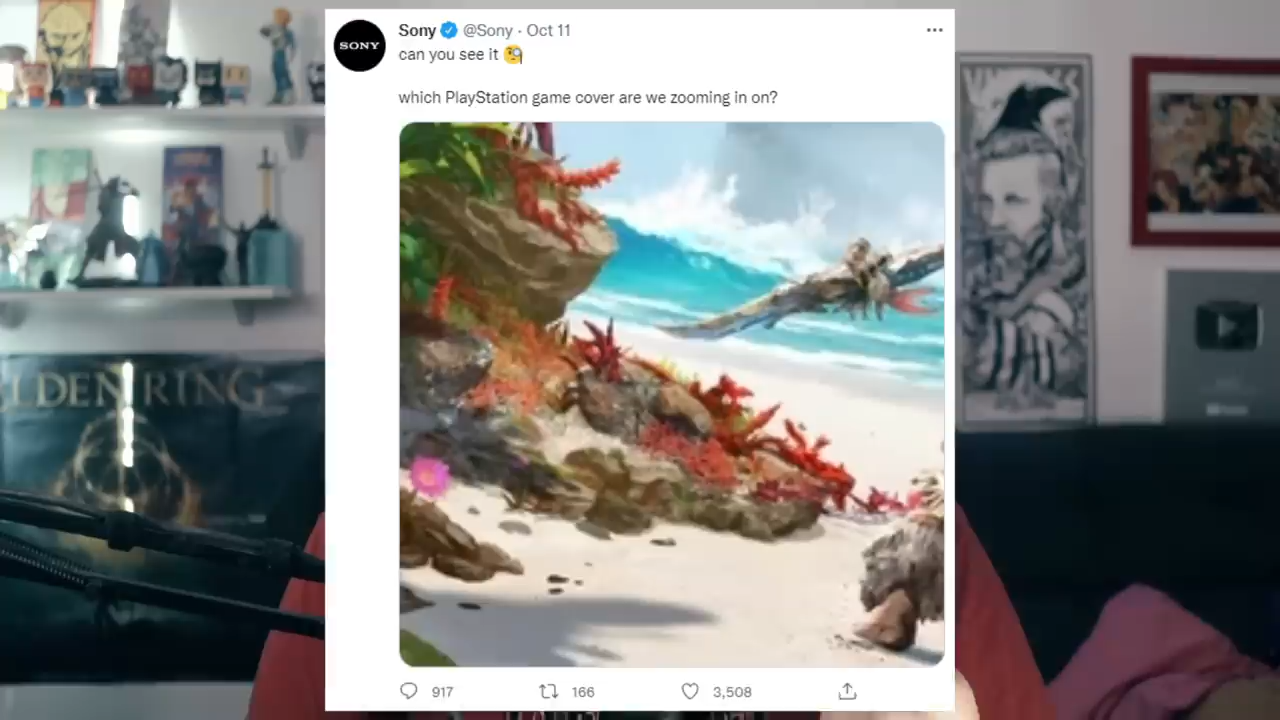 Sony @Sony · Oct 11
SONY
can you see it 🧐
which PlayStation game cover are we zooming in on?
ELDEN RING
917 166 3,508